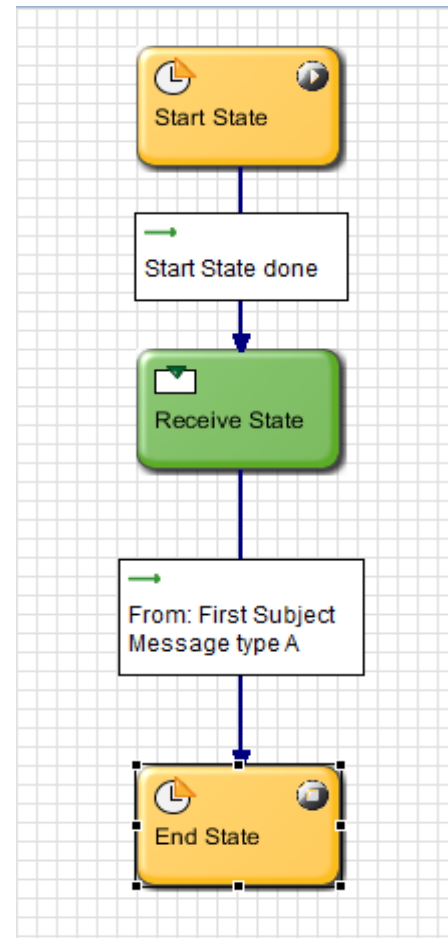 Start State
Start State done
Receive State
From: First Subject
Message type A
End State